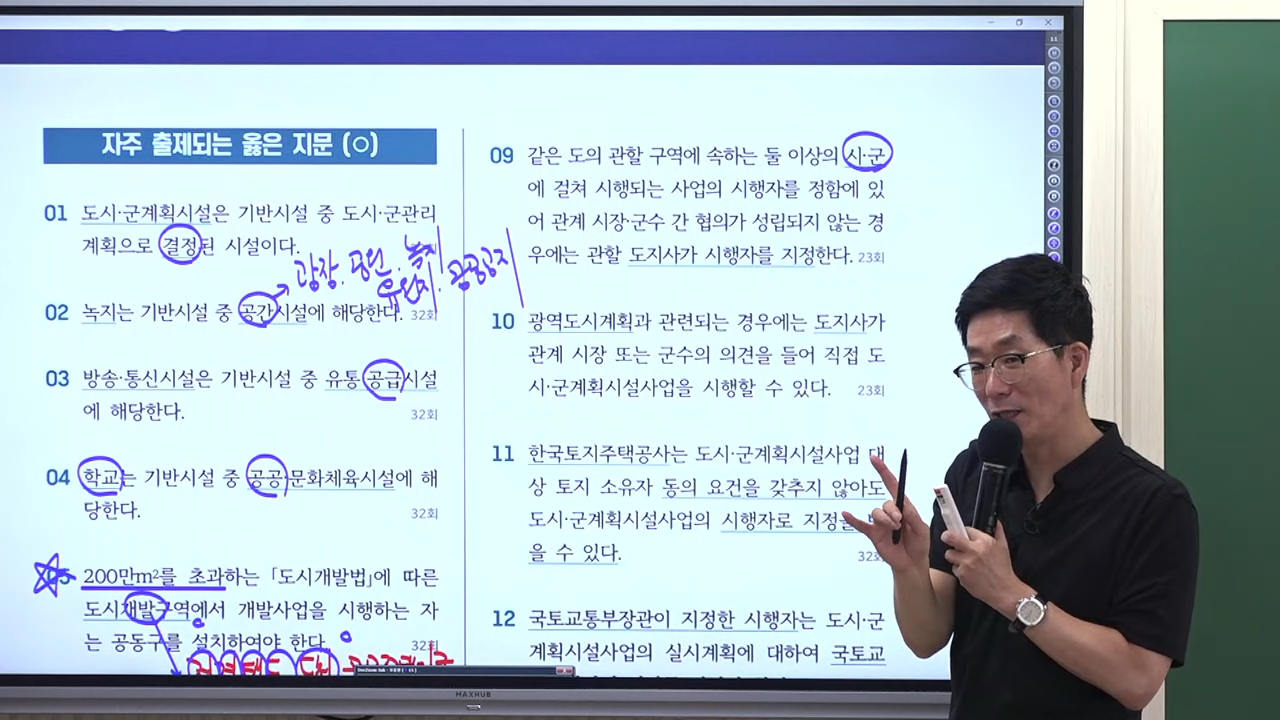 자주 출제되는 옳은 지문 (○)
01 도시·군계획시설은 기반시설 중 도시·군관리
계획으로 결정된 시설이다.
광장. 공원. 녹지
유원지. 공공공지
02 녹지는 기반시설 중 공간시설에 해당한다. 32회
03 방송·통신시설은 기반시설 중 유통·공급시설
에 해당한다. 32회
04 학교는 기반시설 중 공공·문화체육시설에 해
당한다. 32회
05 200만m²를 초과하는 「도시개발법」에 따른
도시개발구역에서 개발사업을 시행하는 자
는 공동구를 설치하여야 한다. 32회
09 같은 도의 관할 구역에 속하는 둘 이상의 시·군
에 걸쳐 시행되는 사업의 시행자를 정함에 있
어 관계 시장·군수 간 협의가 성립되지 않는 경
우에는 관할 도지사가 시행자를 지정한다. 23회
10 광역도시계획과 관련되는 경우에는 도지사가
관계 시장 또는 군수의 의견을 들어 직접 도
시·군계획시설사업을 시행할 수 있다. 23회
11 한국토지주택공사는 도시·군계획시설사업 대
상 토지 소유자 동의 요건을 갖추지 않아도
도시·군계획시설사업의 시행자로 지정을
을 수 있다. 32회
12 국토교통부장관이 지정한 시행자는 도시·군
계획시설사업의 실시계획에 대하여 국토교
MAXHUB